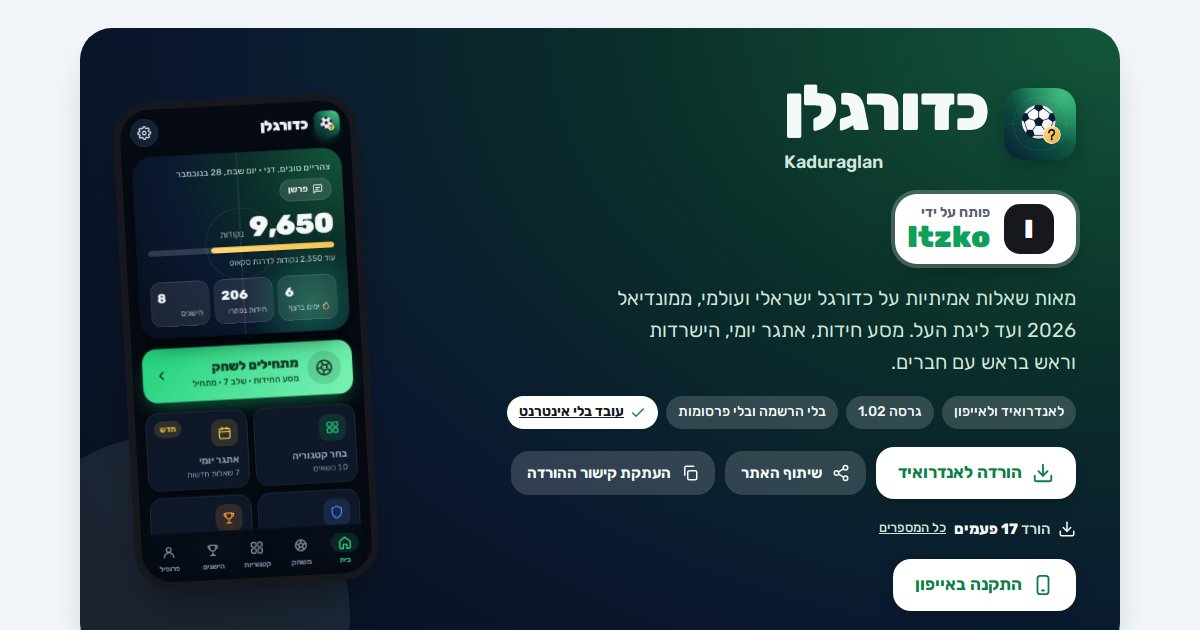 כדורגלן
Kaduraglan
פותח על ידי
I
Itzko
מאות שאלות אמיתיות על כדורגל ישראלי ועולמי, ממונדיאל
2026 ועד ליגת העל. מסע חידות, אתגר יומי, הישרדות
וראש בראש עם חברים.
לאנדרואיד ולאייפון
גרסה 1.02
בלי הרשמה ובלי פרסומות
עובד בלי אינטרנט
הורדה לאנדרואיד
שיתוף האתר
העתקת קישור ההורדה
הורד 17 פעמים כל המספרים
התקנה באייפון
כדורגלן
צהריים טובים, דני · יום שבת, 28 בנובמבר
פרשן
9,650 נקודות
עוד 2,350 נקודות לדרגת סקאוט
6
ימים ברצף
206
חידות נפתרו
8
הישגים
מתחילים לשחק
מסע החידות · שלב 7 · מתחיל
בחר קטגוריה
10 נושאים
חדש
אתגר יומי
7 שאלות חדשות
בית
משחק
קטגוריות
הישגים
פרופיל